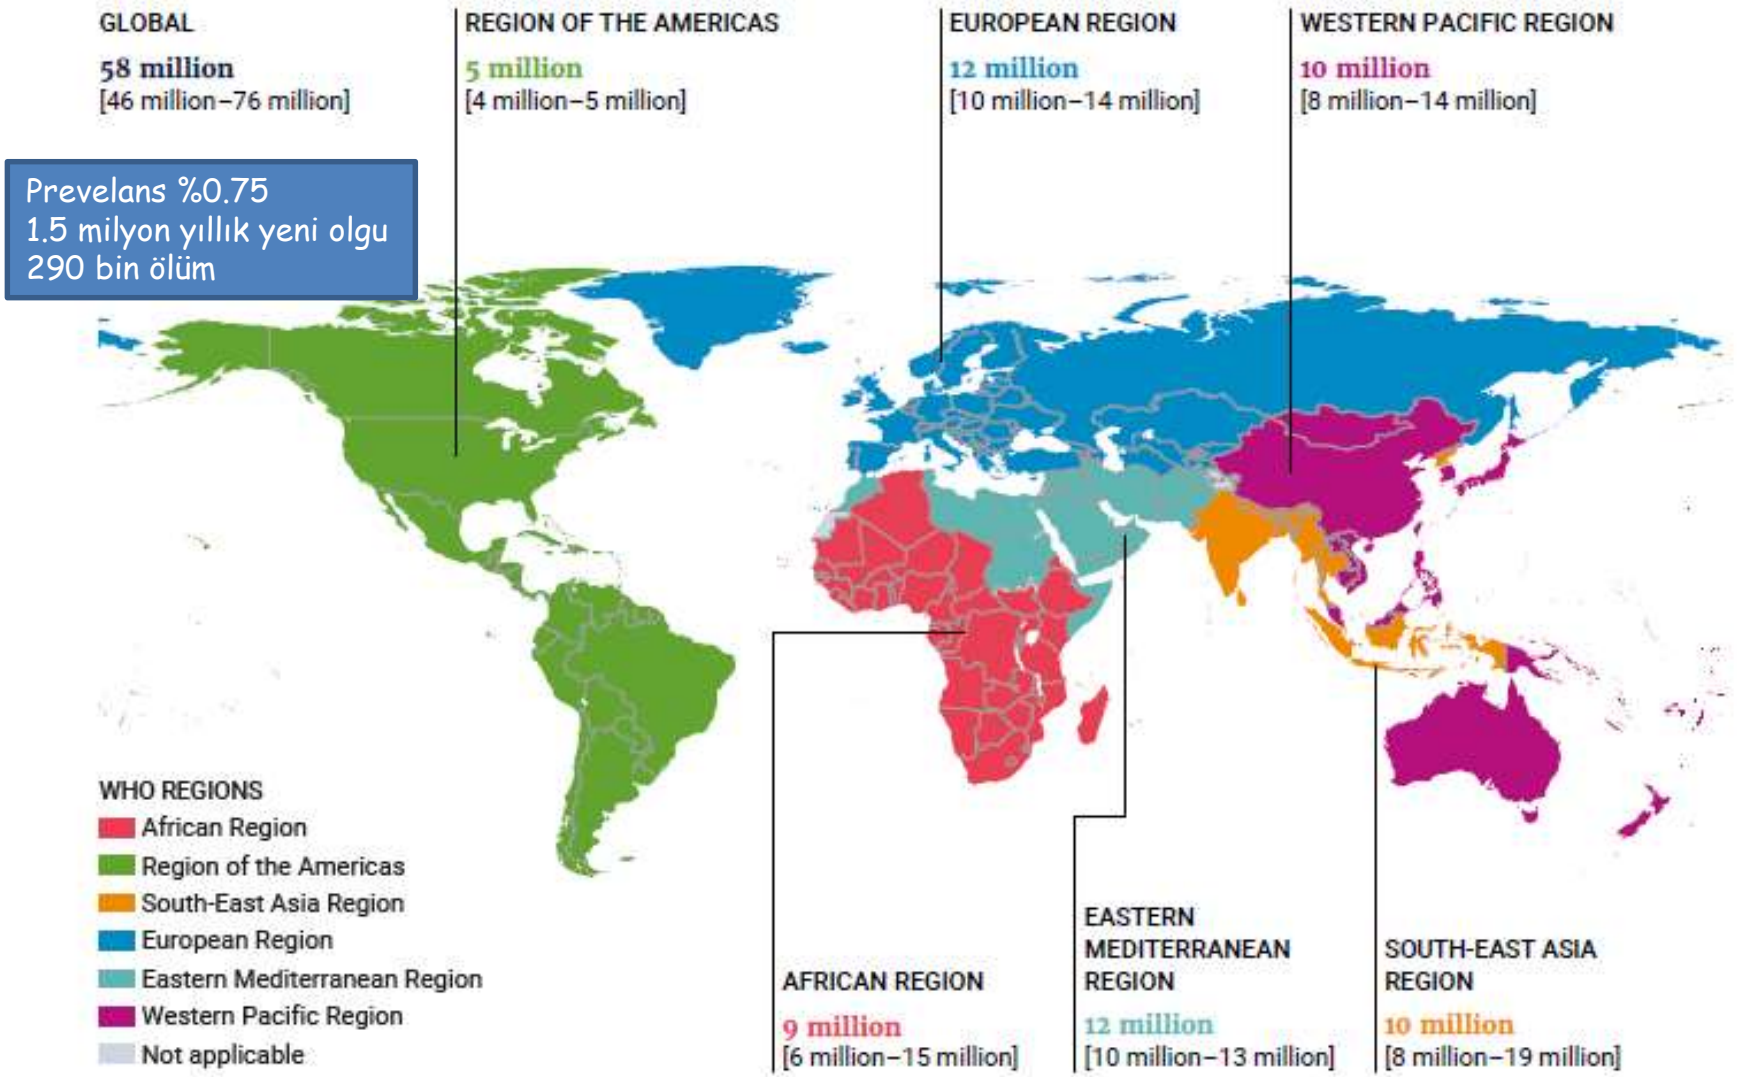 GLOBAL
58 million
[46 million–76 million]
REGION OF THE AMERICAS
5 million
[4 million–5 million]
EUROPEAN REGION
12 million
[10 million–14 million]
WESTERN PACIFIC REGION
10 million
[8 million–14 million]
Prevelans %0.75
1.5 milyon yıllık yeni olgu
290 bin ölüm
WHO REGIONS
African Region
Region of the Americas
South-East Asia Region
European Region
Eastern Mediterranean Region
Western Pacific Region
Not applicable
AFRICAN REGION
9 million
[6 million–15 million]
EASTERN
MEDITERRANEAN
REGION
12 million
[10 million–13 million]
SOUTH-EAST ASIA
REGION
10 million
[8 million–19 million]